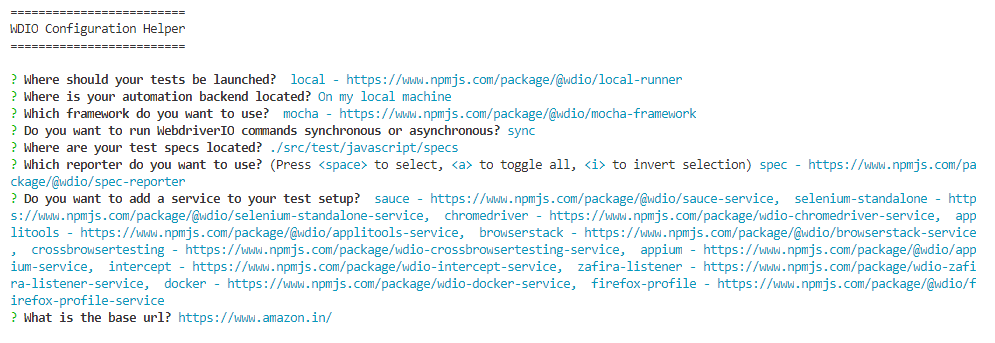 =========================
WDIO Configuration Helper
=========================
? Where should your tests be launched?  local - https://www.npmjs.com/package/@wdio/local-runner
? Where is your automation backend located? On my local machine
? Which framework do you want to use?  mocha - https://www.npmjs.com/package/@wdio/mocha-framework
? Do you want to run WebdriverIO commands synchronous or asynchronous? sync
? Where are your test specs located? ./src/test/javascript/specs
? Which reporter do you want to use? (Press <space> to select, <a> to toggle all, <i> to invert selection) spec - https://www.npmjs.com/pa
ckage/@wdio/spec-reporter
? Do you want to add a service to your test setup?  sauce - https://www.npmjs.com/package/@wdio/sauce-service,  selenium-standalone - http
s://www.npmjs.com/package/@wdio/selenium-standalone-service,  chromedriver - https://www.npmjs.com/package/wdio-chromedriver-service,  app
litools - https://www.npmjs.com/package/@wdio/applitools-service,  browserstack - https://www.npmjs.com/package/@wdio/browserstack-service
,  crossbrowsertesting - https://www.npmjs.com/package/wdio-crossbrowsertesting-service,  appium - https://www.npmjs.com/package/@wdio/app
ium-service,  intercept - https://www.npmjs.com/package/wdio-intercept-service,  zafira-listener - https://www.npmjs.com/package/wdio-zafi
ra-listener-service,  docker - https://www.npmjs.com/package/wdio-docker-service,  firefox-profile - https://www.npmjs.com/package/@wdio/f
irefox-profile-service
? What is the base url? https://www.amazon.in/